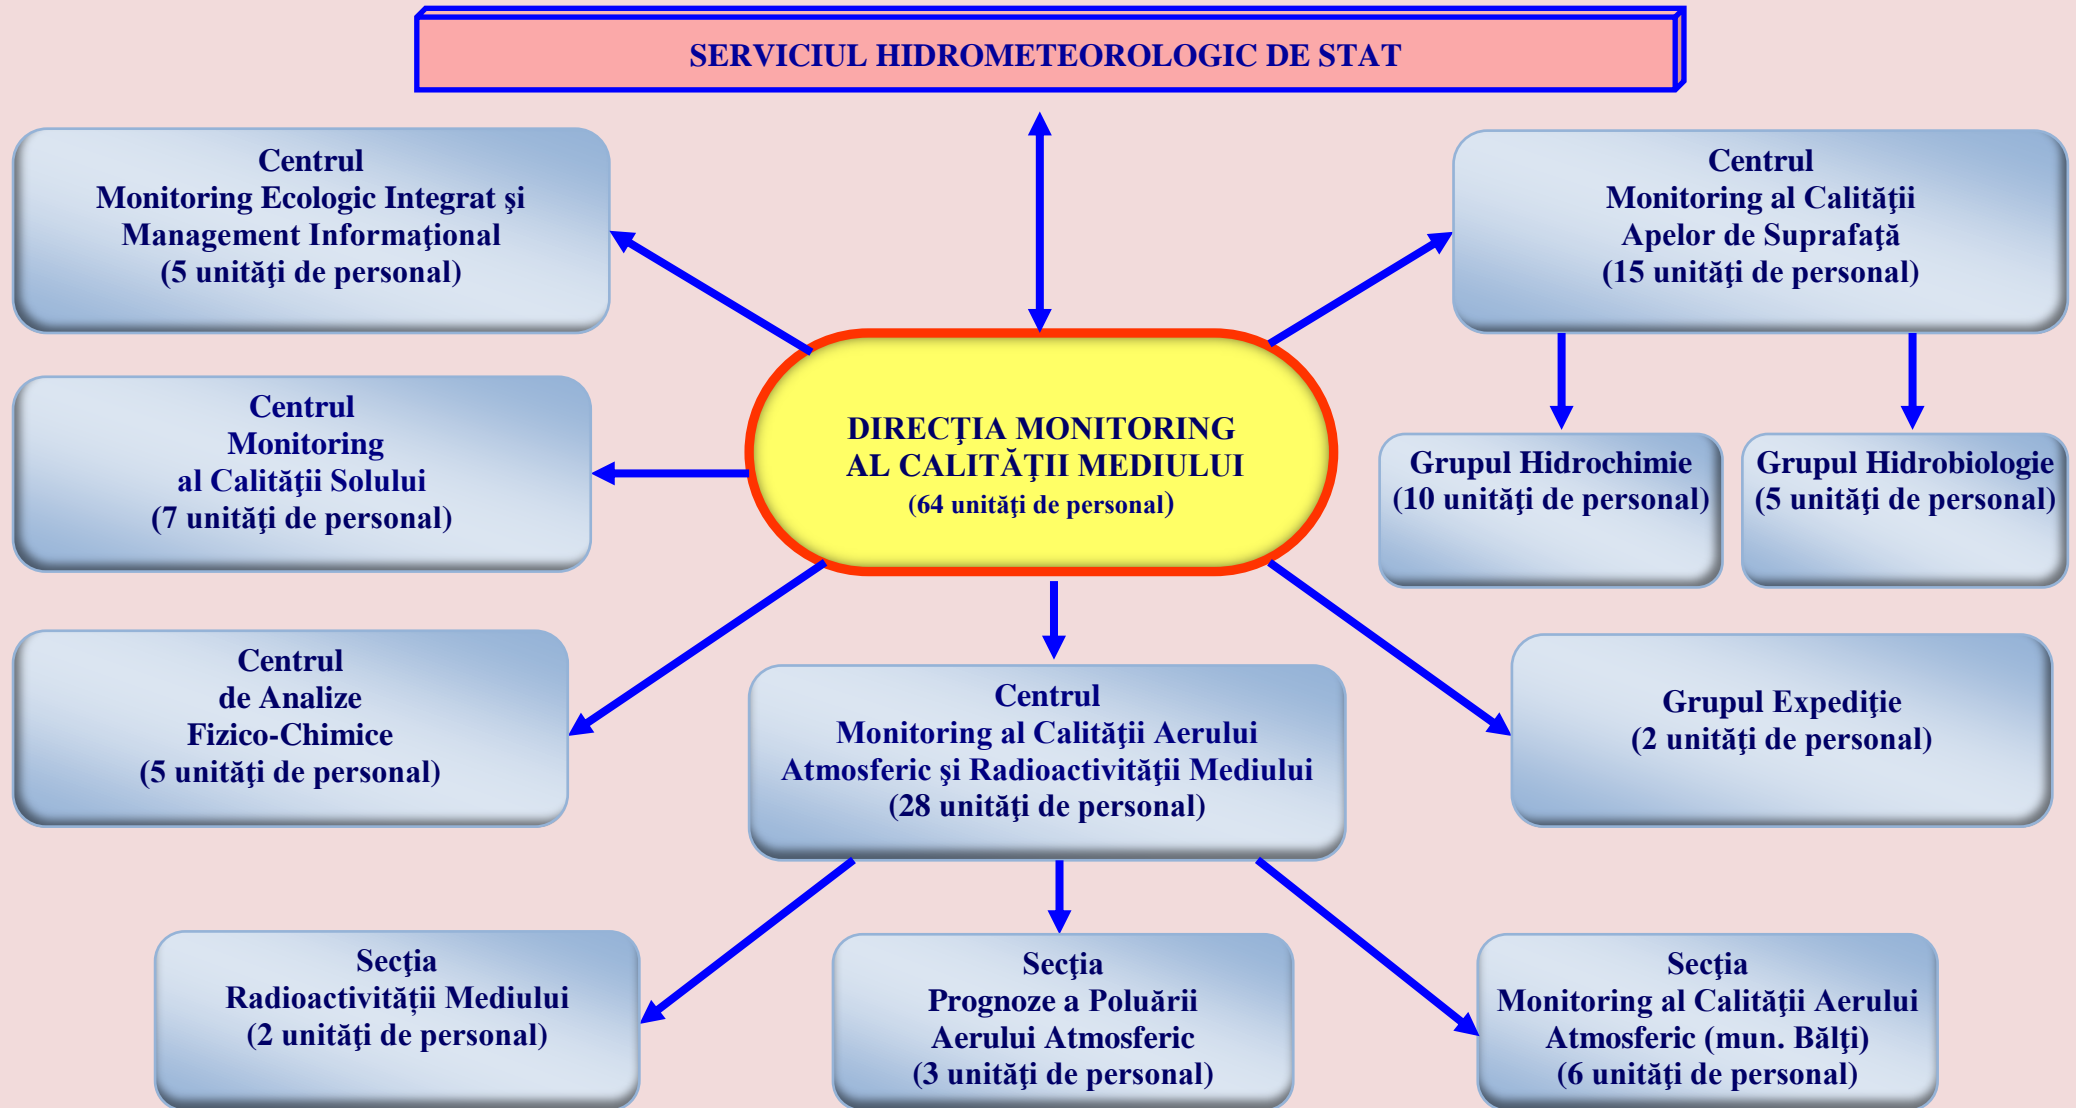 SERVICIUL HIDROMETEOROLOGIC DE STAT
Centrul
Monitoring Ecologic Integrat şi
Management Informaţional
(5 unităţi de personal)
Centrul
Monitoring al Calităţii
Apelor de Suprafaţă
(15 unităţi de personal)
Centrul
Monitoring
al Calităţii Solului
(7 unităţi de personal)
DIRECŢIA MONITORING
AL CALITĂŢII MEDIULUI
(64 unităţi de personal)
Grupul Hidrochimie
(10 unităţi de personal)
Grupul Hidrobiologie
(5 unităţi de personal)
Centrul
de Analize
Fizico-Chimice
(5 unităţi de personal)
Centrul
Monitoring al Calităţii Aerului
Atmosferic şi Radioactivităţii Mediului
(28 unităţi de personal)
Grupul Expediţie
(2 unităţi de personal)
Secţia
Radioactivității Mediului
(2 unităţi de personal)
Secţia
Prognoze a Poluării
Aerului Atmosferic
(3 unităţi de personal)
Secţia
Monitoring al Calităţii Aerului
Atmosferic (mun. Bălţi)
(6 unităţi de personal)